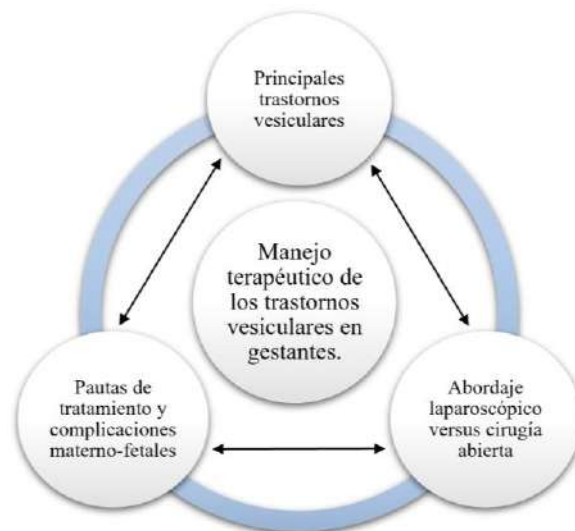 Principales
trastornos
vesiculares
Manejo
terapéutico de
los trastornos
vesiculares en
gestantes.
Pautas de
tratamiento y
complicaciones
materno-fetales
Abordaje
laparoscópico
versus cirugía
abierta